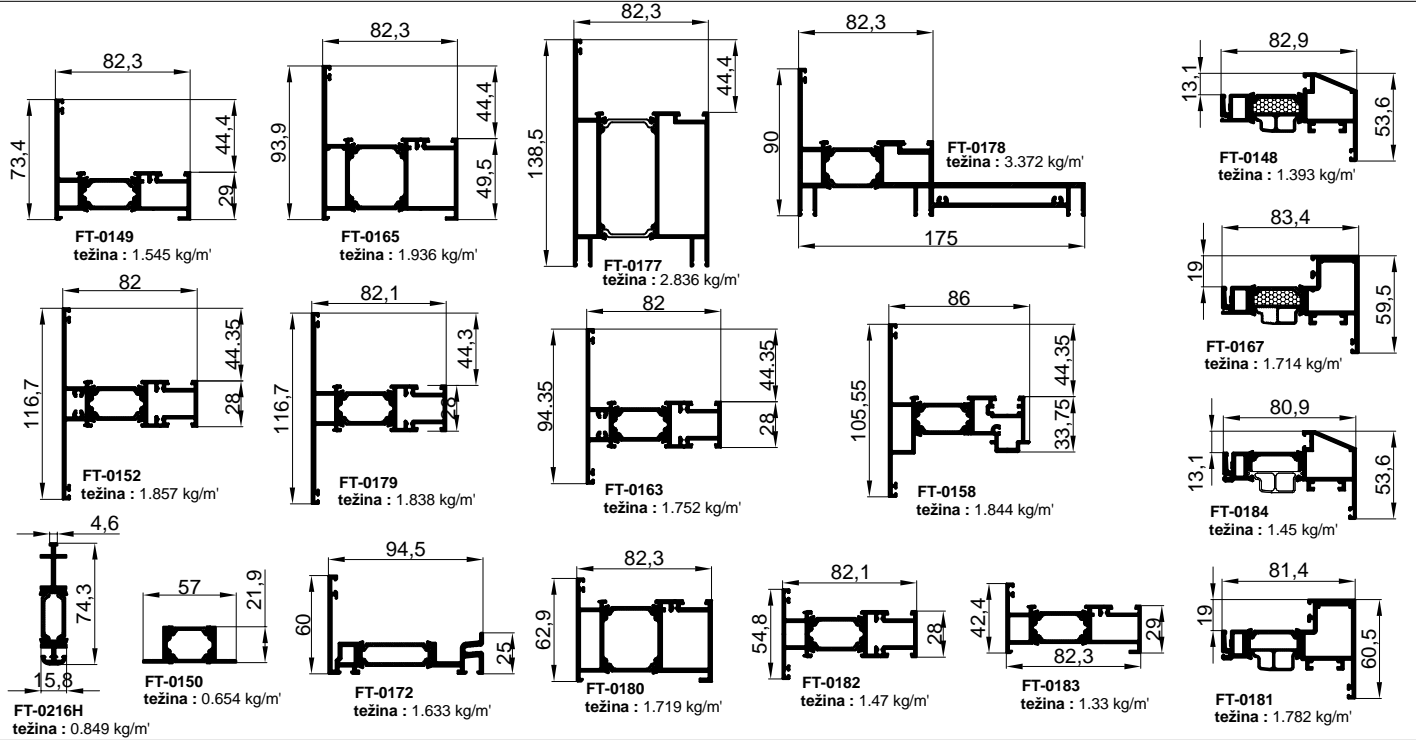 82,3
73,4
44,4
29
FT-0149
težina : 1.545 kg/m'
82,3
93,9
44,4
49,5
FT-0165
težina : 1.936 kg/m'
82,3
138,5
44,4
FT-0177
težina : 2.836 kg/m'
82,3
90
175
FT-0178
težina : 3.372 kg/m'
82,9
13,1
53,6
FT-0148
težina : 1.393 kg/m'
83,4
19
59,5
FT-0167
težina : 1.714 kg/m'
82
116,7
44.35
28
FT-0152
težina : 1.857 kg/m'
82,1
116,7
44,3
28
FT-0179
težina : 1.838 kg/m'
82
94.35
44.35
28
FT-0163
težina : 1.752 kg/m'
86
105,55
44,35
33,75
FT-0158
težina : 1.844 kg/m'
80,9
13,1
53,6
FT-0184
težina : 1.45 kg/m'
4,6
74,3
15,8
FT-0216H
težina : 0.849 kg/m'
57
21,9
FT-0150
težina : 0.654 kg/m'
94,5
60
25
FT-0172
težina : 1.633 kg/m'
82,3
62,9
FT-0180
težina : 1.719 kg/m'
82,1
54,8
28
FT-0182
težina : 1.47 kg/m'
42,4
29
82,3
FT-0183
težina : 1.33 kg/m'
81,4
19
60,5
FT-0181
težina : 1.782 kg/m'